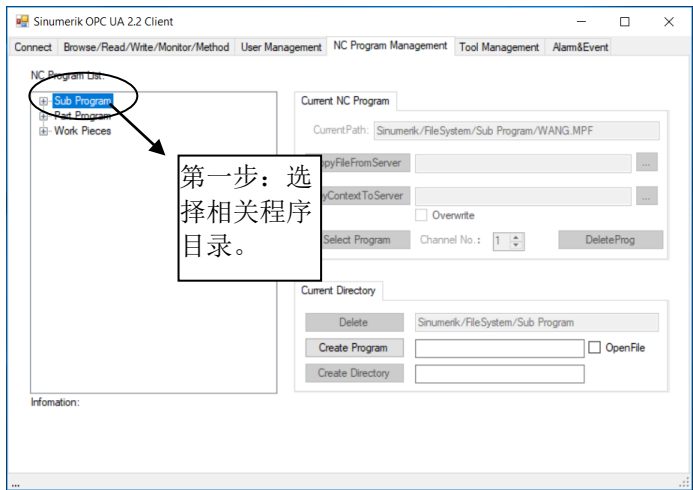 Sinumerik OPC UA 2.2 Client
Connect Browse/Read/Write/Monitor/Method User Management NC Program Management Tool Management Alarm&Event
NC Program List:
Sub Program
Part Program
Work Pieces
第一步：选
择相关程序
目录。
Current NC Program
CurrentPath: Sinumerik/FileSystem/Sub Program/WANG.MPF
opyFileFromServer ...
yContextToServer ...
Overwrite
Select Program Channel No.: 1 DeleteProg
Current Directory
Delete Sinumerik/FileSystem/Sub Program
Create Program OpenFile
Create Directory
Infomation:
...